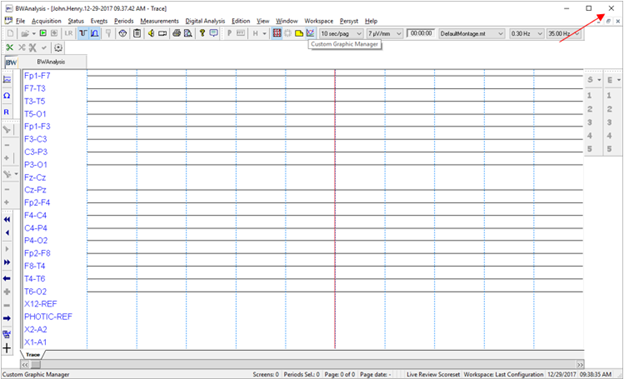 BWAnalysis - [John.Henry.12-29-2017 09.37.42 AM - Trace]
File Acquisition Status Events Periods Measurements Digital Analysis Edition View Window Workspace Persyst Help
LR P H 10 sec/pag 7 µV/mm 00:00:00 DefaultMontage.mt 0.30 Hz 35.00 Hz
Custom Graphic Manager
BW BWAnalysis
Fp1-F7
F7-T3
T3-T5
T5-O1
Fp1-F3
F3-C3
C3-P3
P3-O1
Fz-Cz
Cz-Pz
Fp2-F4
F4-C4
C4-P4
P4-O2
Fp2-F8
F8-T4
T4-T6
T6-O2
X12-REF
PHOTIC-REF
X2-A2
X1-A1
Ω
R
S E
1 1
2 2
3 3
4 4
5 5
Trace
Custom Graphic Manager Screens: 0 Periods Sel.: 0 Page: 0 of 0 Page date: - Live Review Scoreset Workspace: Last Configuration 12/29/2017 09:38:35 AM